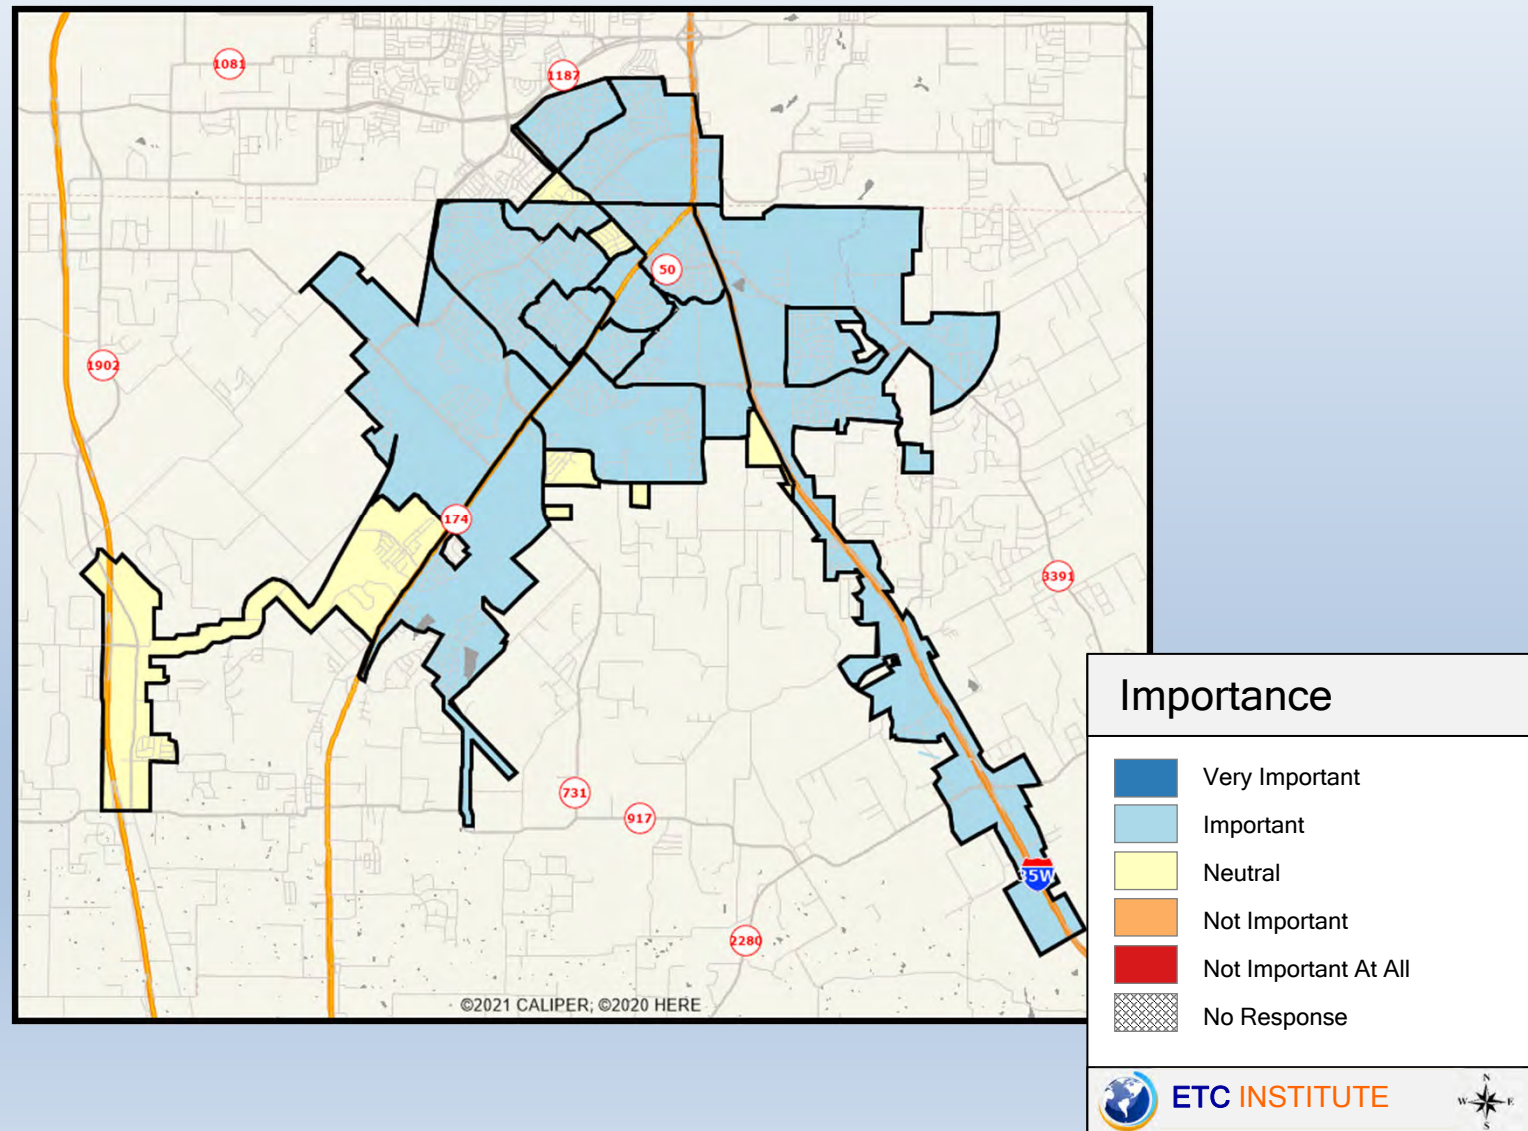 1081
1187
50
1902
174
3391
731
917
35W
2280
©2021 CALIPER; ©2020 HERE
Importance
Very Important
Important
Neutral
Not Important
Not Important At All
No Response
ETC INSTITUTE
N
W E
S